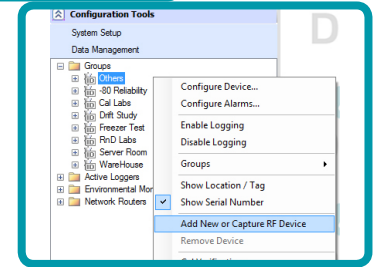 Configuration Tools
System Setup
Data Management
D
Groups
Others
-80 Reliability
Cal Labs
Drift Study
Freezer Test
RnD Labs
Server Room
WareHouse
Active Loggers
Environmental Mor
Network Routers
Configure Device...
Configure Alarms...
Enable Logging
Disable Logging
Groups
Show Location / Tag
Show Serial Number
Add New or Capture RF Device
Remove Device